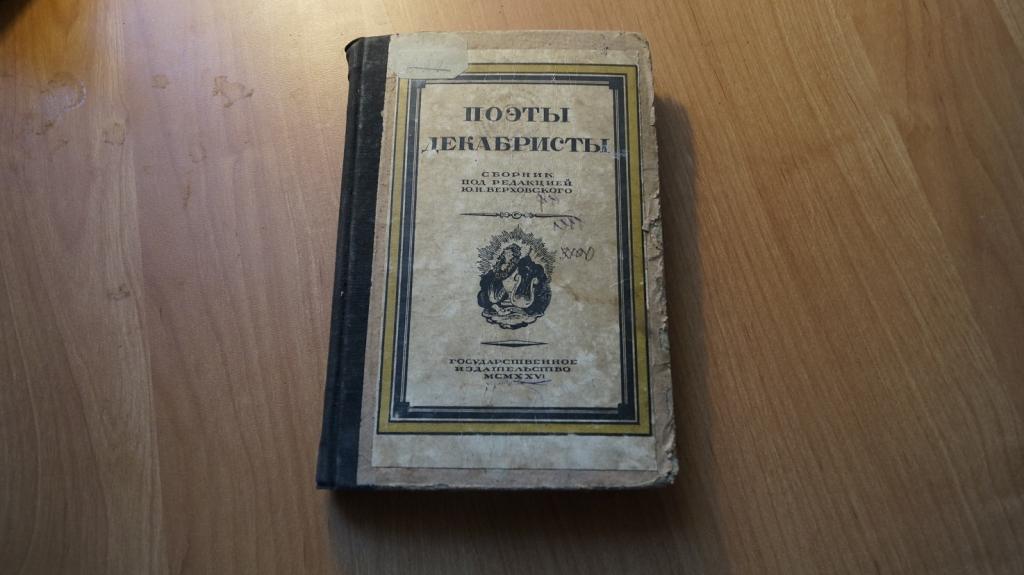 ПОЭТЫ
ДЕКАБРИСТЫ
СБОРНИК
ПОД РЕДАКЦИЕЙ
Ю.Н.ВЕРХОВСКОГО
ГОСУДАРСТВЕННОЕ
ИЗДАТЕЛЬСТВО
MCMXXVI